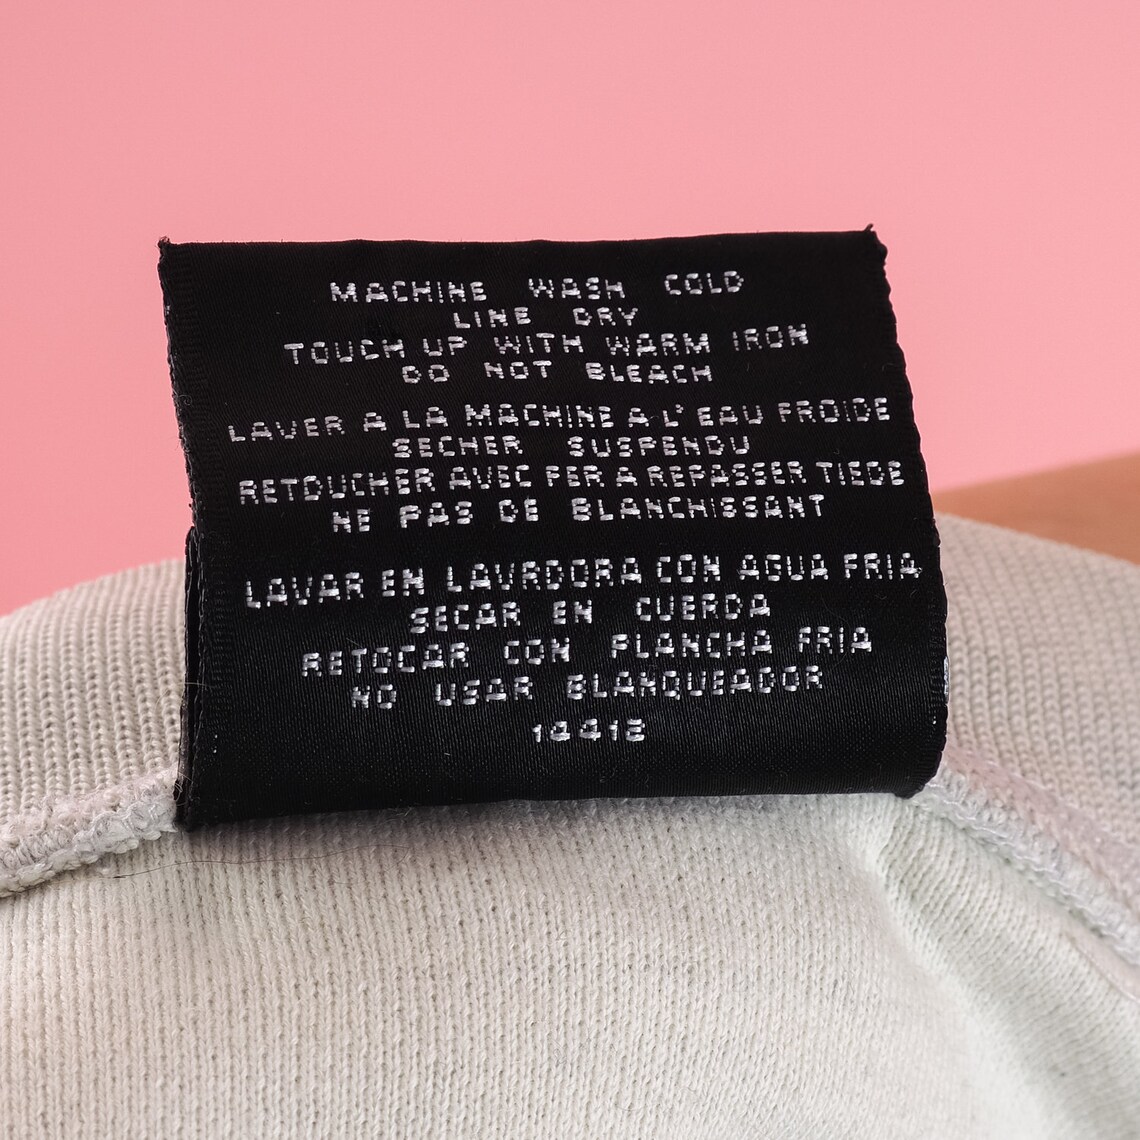 MACHINE WASH COLD
LINE DRY
TOUCH UP WITH WARM IRON
DO NOT BLEACH
LAVER A LA MACHINE A L'EAU FROIDE
SECHER SUSPENDU
RETOUCHER AVEC FER A REPASSER TIEDE
NE PAS DE BLANCHISSANT
LAVAR EN LAVADORA CON AGUA FRIA
SECAR EN CUERDA
RETOCAR CON PLANCHA FRIA
NO USAR BLANQUEADOR
14412